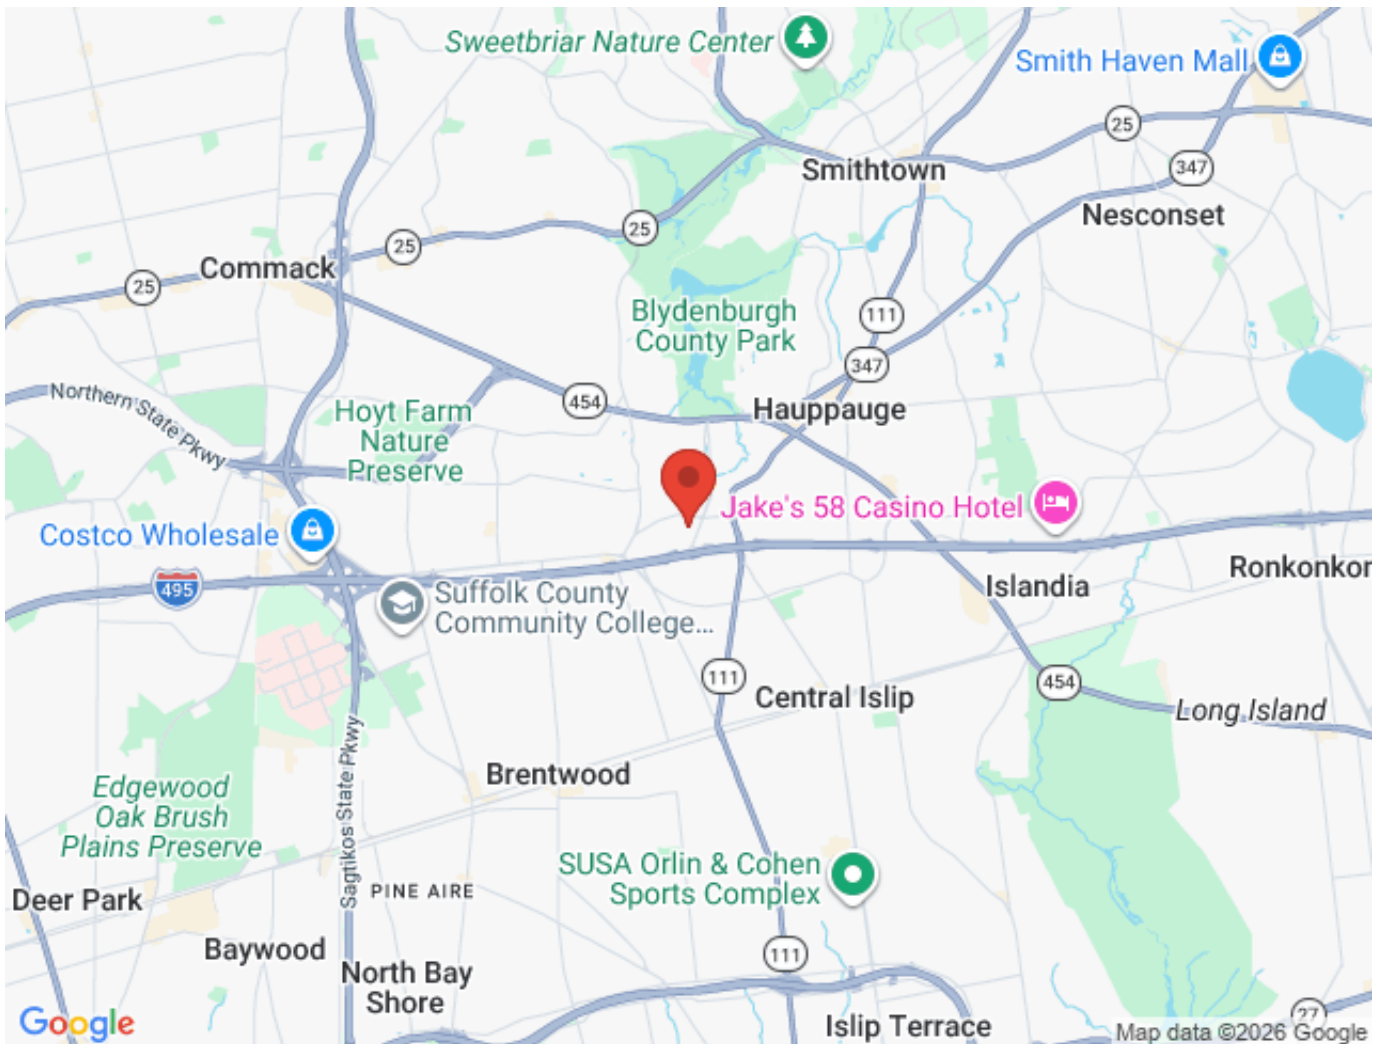 Sweetbriar Nature Center
Smith Haven Mall
25
Smithtown
347
Nesconset
25
25
Commack
25
Blydenburgh
County Park
111
347
Northern State Pkwy
454
Hauppauge
Hoyt Farm
Nature
Preserve
Jake's 58 Casino Hotel
Costco Wholesale
495
Suffolk County
Community College...
Islandia
Ronkonkor
111
Central Islip
454
Long Island
Sagtikos State Pkwy
Brentwood
Edgewood
Oak Brush
Plains Preserve
SUSA Orlin & Cohen
Sports Complex
Deer Park
PINE AIRE
Baywood
North Bay
Shore
111
Islip Terrace
27
Google
Map data ©2026 Google